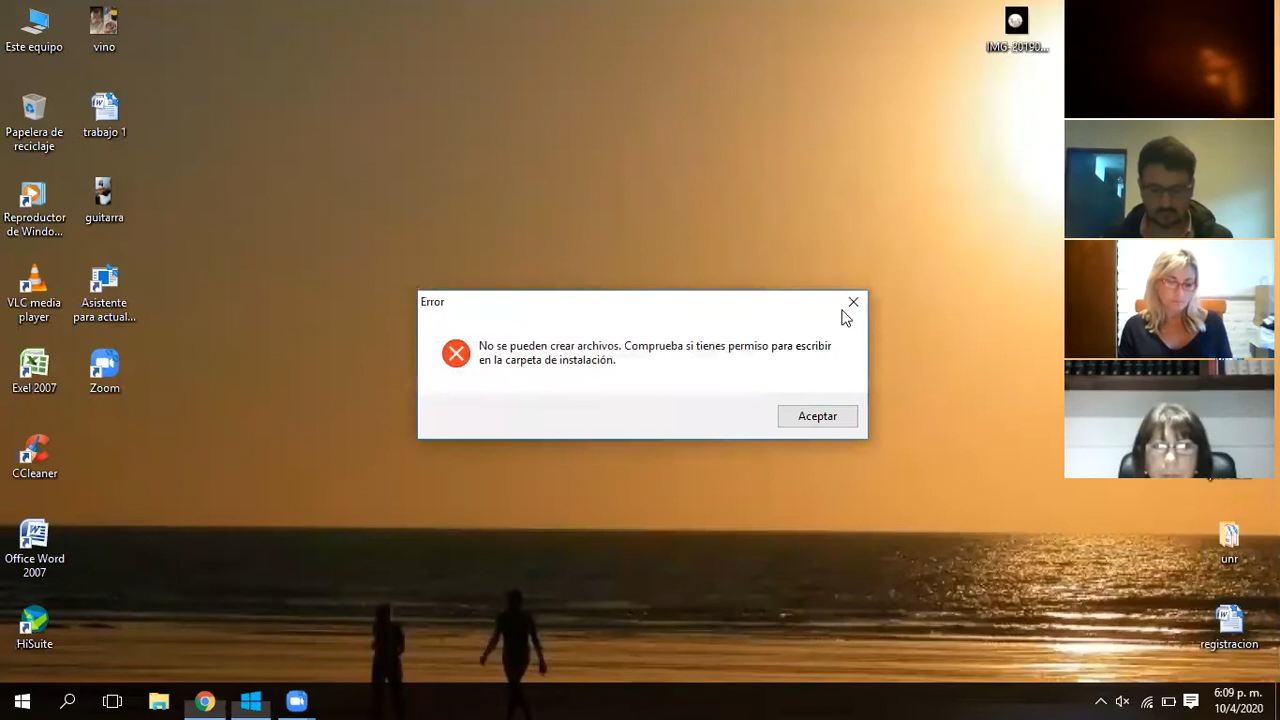 Este equipo
vino
IMG-20190...
Papelera de
reciclaje
trabajo 1
Reproductor
de Windo...
guitarra
VLC media
player
Asistente
para actual...
Error
No se pueden crear archivos. Comprueba si tienes permiso para escribir
en la carpeta de instalación.
Aceptar
Exel 2007
Zoom
CCleaner
Office Word
2007
unr
HiSuite
registracion
6:09 p. m.
10/4/2020